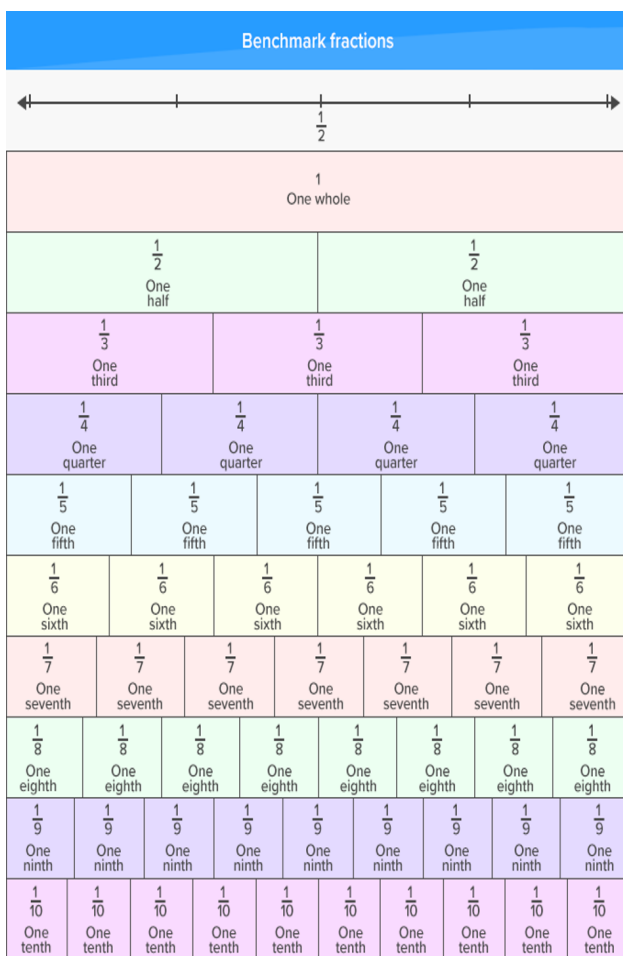 Benchmark fractions
1/2
1
One whole
1/2 1/2
One One
half half
1/3 1/3 1/3
One One One
third third third
1/4 1/4 1/4 1/4
One One One One
quarter quarter quarter quarter
1/5 1/5 1/5 1/5 1/5
One One One One One
fifth fifth fifth fifth fifth
1/6 1/6 1/6 1/6 1/6 1/6
One One One One One One
sixth sixth sixth sixth sixth sixth
1/7 1/7 1/7 1/7 1/7 1/7 1/7
One One One One One One One
seventh seventh seventh seventh seventh seventh seventh
1/8 1/8 1/8 1/8 1/8 1/8 1/8 1/8
One One One One One One One One
eighth eighth eighth eighth eighth eighth eighth eighth
1/9 1/9 1/9 1/9 1/9 1/9 1/9 1/9 1/9
One One One One One One One One One
ninth ninth ninth ninth ninth ninth ninth ninth ninth
1/10 1/10 1/10 1/10 1/10 1/10 1/10 1/10 1/10 1/10
One One One One One One One One One One
tenth tenth tenth tenth tenth tenth tenth tenth tenth tenth